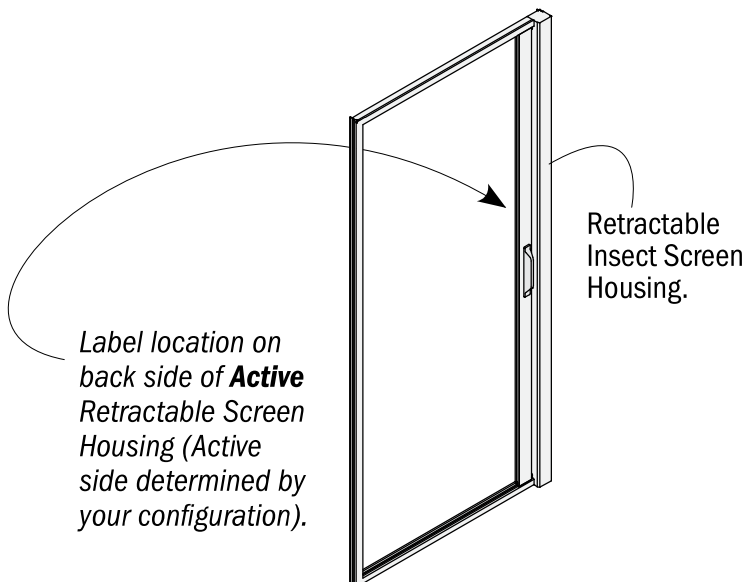 Retractable
Insect Screen
Housing.
Label location on
back side of Active
Retractable Screen
Housing (Active
side determined by
your configuration).